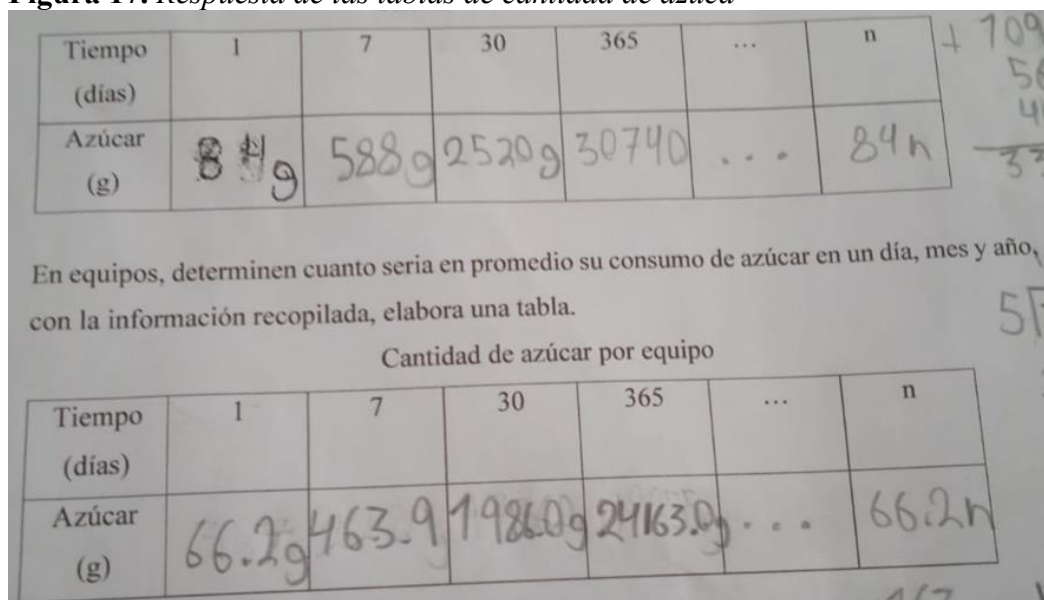 Figura 17. Respuesta de las tablas de cantidad de azúca
Tiempo (días) 1 7 30 365 ... n
Azúcar (g) 84g 588g 2520g 30740 ... 84n
+ 109
En equipos, determinen cuanto seria en promedio su consumo de azúcar en un día, mes y año,
con la información recopilada, elabora una tabla.
Cantidad de azúcar por equipo
Tiempo (días) 1 7 30 365 ... n
Azúcar (g) 66.2g 463.9 1986.0g 24163.0g ... 66.2n